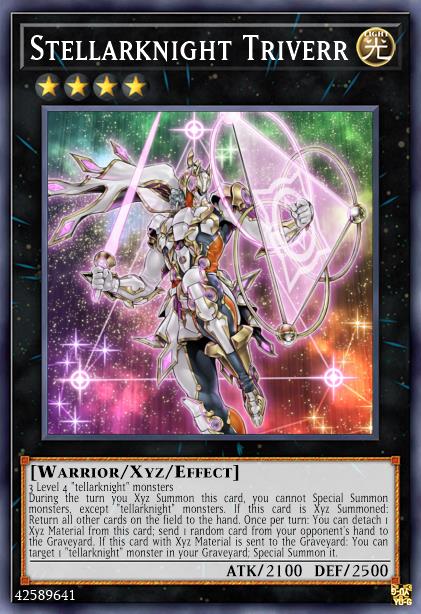 STELLARKNIGHT TRIVERR
LIGHT
光
[WARRIOR/XYZ/EFFECT]
3 Level 4 "tellarknight" monsters
During the turn you Xyz Summon this card, you cannot Special Summon
monsters, except "tellarknight" monsters. If this card is Xyz Summoned:
Return all other cards on the field to the hand. Once per turn: You can detach 1
Xyz Material from this card; send 1 random card from your opponent's hand to
the Graveyard. If this card with Xyz Material is sent to the Graveyard: You can
target 1 "tellarknight" monster in your Graveyard; Special Summon it.
ATK/2100 DEF/2500
42589641